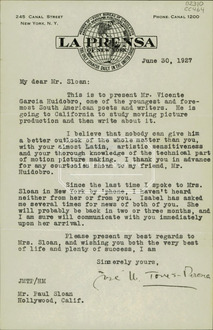 245 CANAL STREET
NEW YORK, N. Y.
PHONE: CANAL 1200
LA PRENSA
OF NEW YORK
June 30, 1927
My dear Mr. Sloan:
This is to present Mr. Vicente
Garcia Huidobro, one of the youngest and fore-
most South American poets and writers. He is
going to California to study moving picture
production and then write about it.
I believe that nobody can give him
a better outlook of the whole matter than you,
with your almost Latin, artistic sensitiveness
and your thorough knowledge of the technical part
of motion picture making. I thank you in advance for
any courtesies shown to my friend, Mr.
Huidobro.
Since the last time I spoke to Mrs.
Sloan in New York by 'phone, I haven't heard
neither from her or from you. Isabel has asked
me several times for news of both of you. She
will probably be back in two or three months, and
I am sure will communicate with you immediately
upon her arrival.
Please present my best regards to
Mrs. Sloan, and wishing you both the very best
of life and plenty of success, I am
Sincerely yours,
JMTP/HM
Mr. Paul Sloan
Hollywood, Calif.